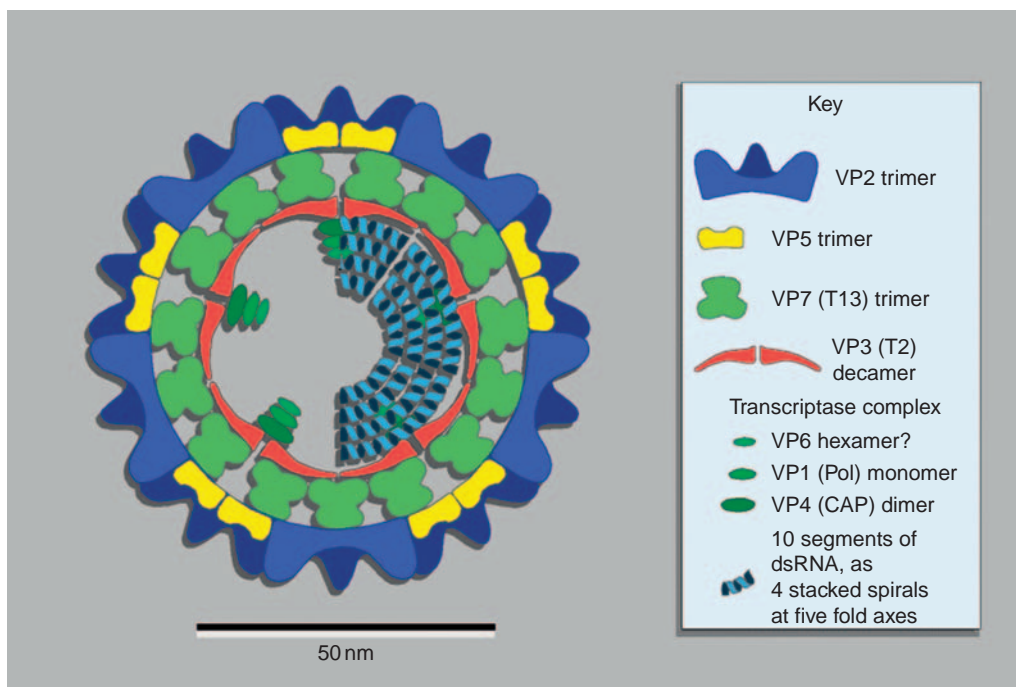 Key
VP2 trimer
VP5 trimer
VP7 (T13) trimer
VP3 (T2)
decamer
Transcriptase complex
VP6 hexamer?
VP1 (Pol) monomer
VP4 (CAP) dimer
10 segments of
dsRNA, as
4 stacked spirals
at five fold axes
50 nm